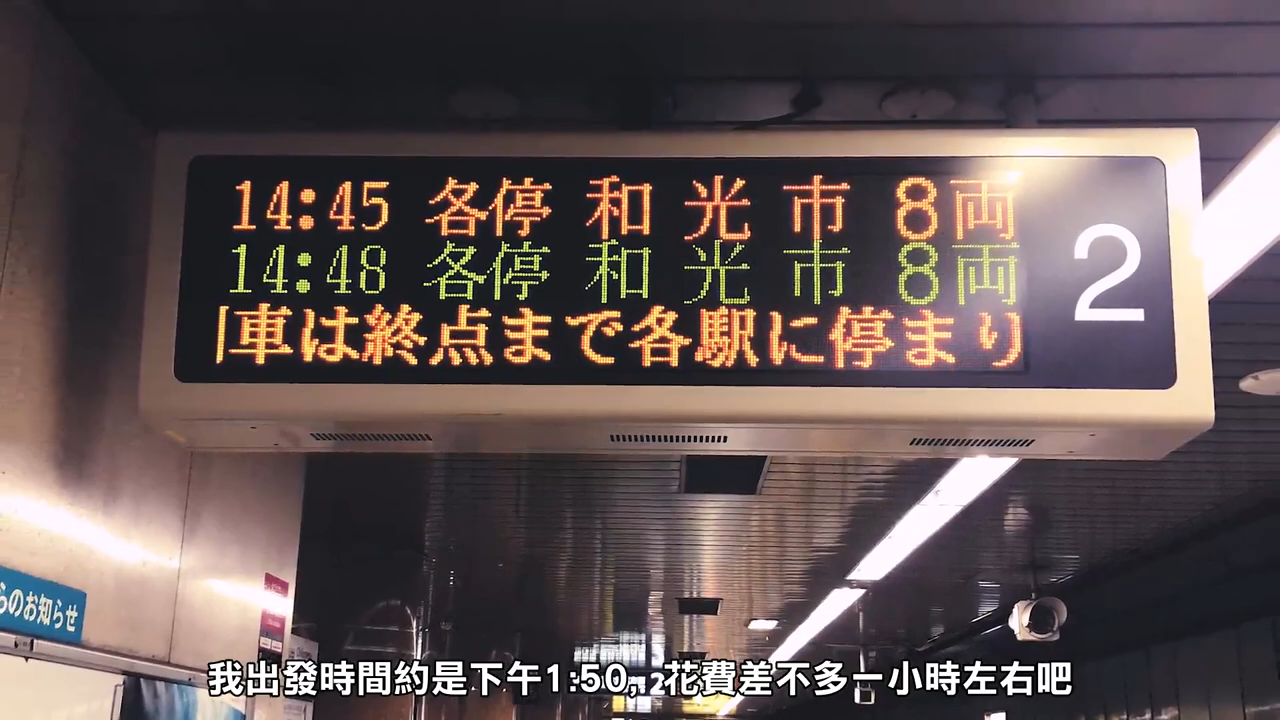 14:45 各停 和光市 8両
14:48 各停 和光市 8両
車は終点まで各駅に停まり
2
らのお知らせ
我出發時間約是下午1:50，花費差不多一小時左右吧